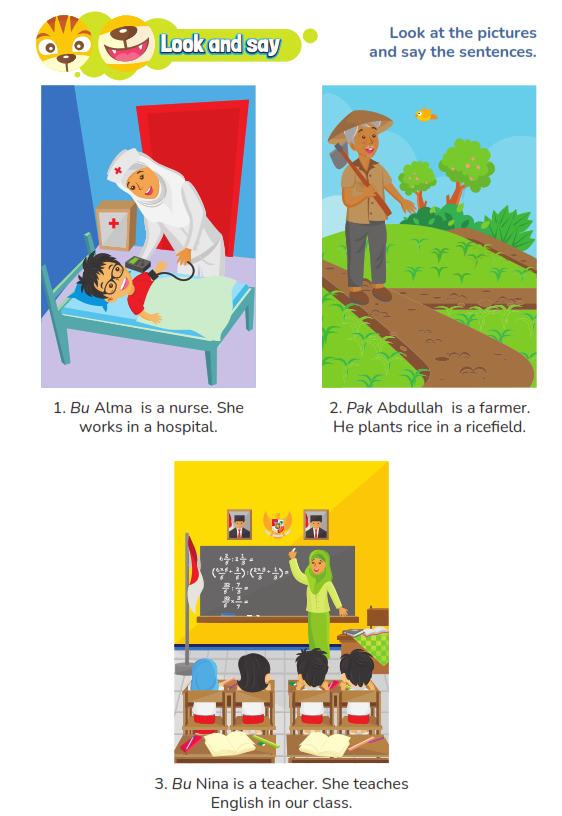 Look and say
Look at the pictures
and say the sentences.
1. Bu Alma is a nurse. She
works in a hospital.
2. Pak Abdullah is a farmer.
He plants rice in a ricefield.
3. Bu Nina is a teacher. She teaches
English in our class.